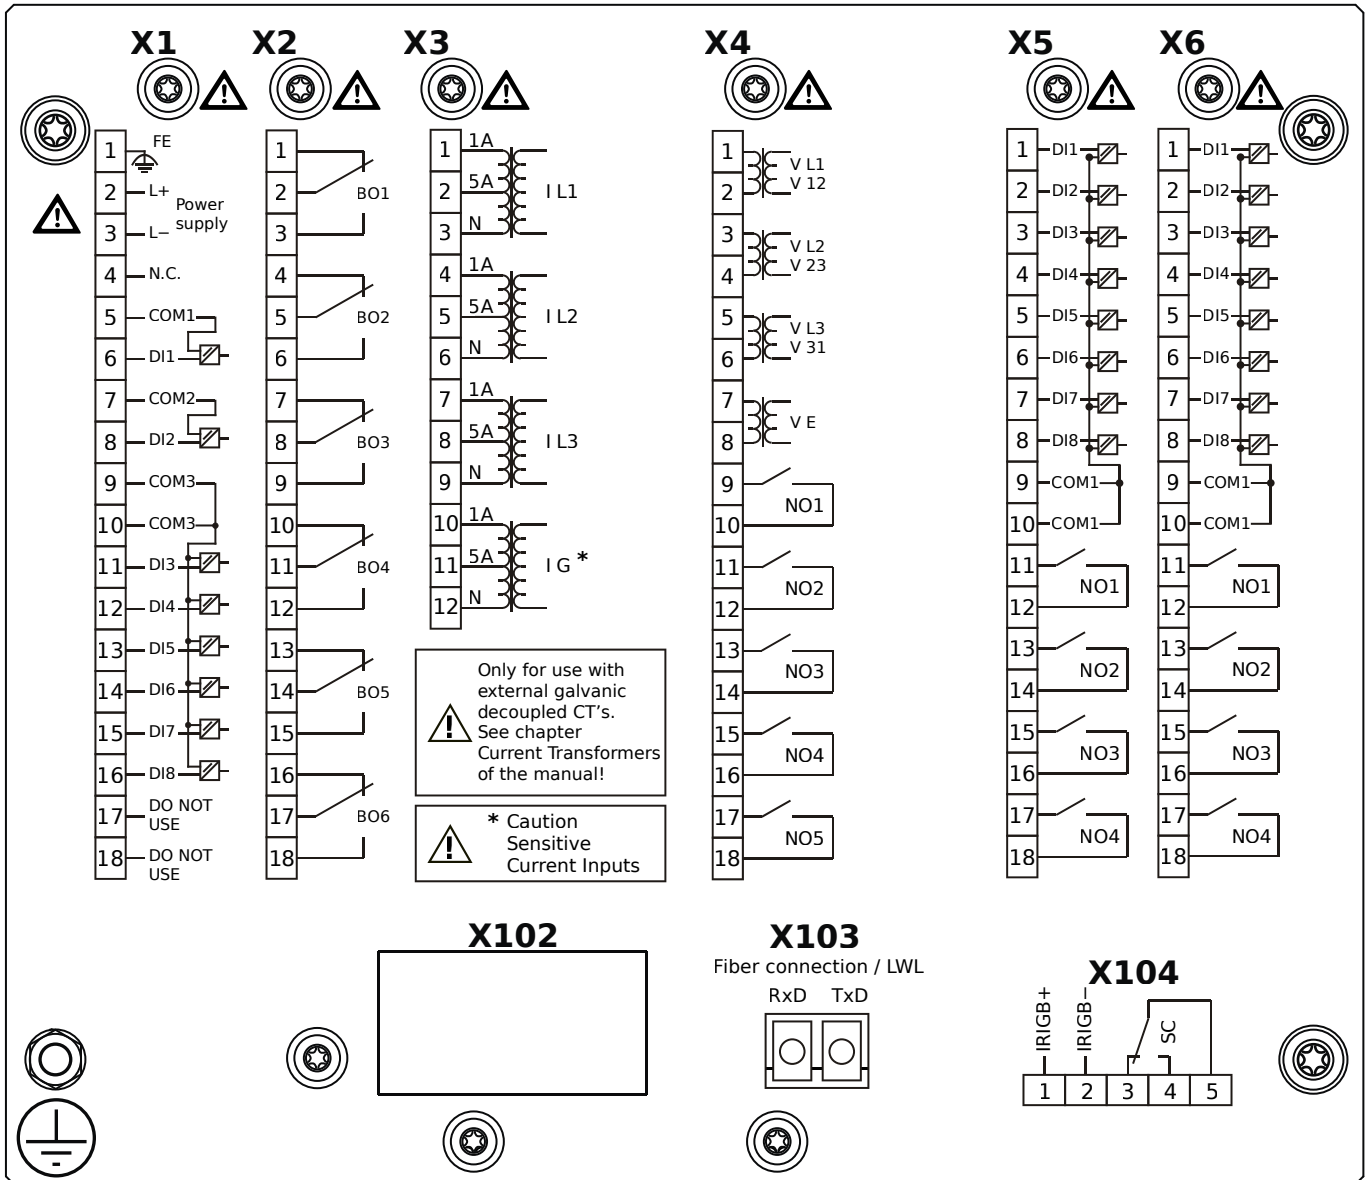 X1
X2
X3
X4
X5
X6
1 FE
2 L+
Power
supply
3 L−
4 N.C.
5 COM1
6 DI1
7 COM2
8 DI2
9 COM3
10 COM3
11 DI3
12 DI4
13 DI5
14 DI6
15 DI7
16 DI8
17 DO NOT
USE
18 DO NOT
USE
1
2 BO1
3
4
5 BO2
6
7
8 BO3
9
10
11 BO4
12
13
14 BO5
15
16
17 BO6
18
1 1A
2 5A I L1
3 N
4 1A
5 5A I L2
6 N
7 1A
8 5A I L3
9 N
10 1A
11 5A I G *
12 N
Only for use with
external galvanic
decoupled CT's.
See chapter
Current Transformers
of the manual!
* Caution
Sensitive
Current Inputs
1 V L1
2 V 12
3 V L2
4 V 23
5 V L3
6 V 31
7 V E
8
9
NO1
10
11
NO2
12
13
NO3
14
15
NO4
16
17
NO5
18
1 DI1
2 DI2
3 DI3
4 DI4
5 DI5
6 DI6
7 DI7
8 DI8
9 COM1
10 COM1
11
NO1
12
13
NO2
14
15
NO3
16
17
NO4
18
1 DI1
2 DI2
3 DI3
4 DI4
5 DI5
6 DI6
7 DI7
8 DI8
9 COM1
10 COM1
11
NO1
12
13
NO2
14
15
NO3
16
17
NO4
18
X102
X103
Fiber connection / LWL
RxD TxD
X104
IRIGB+
IRIGB−
SC
1 2 3 4 5